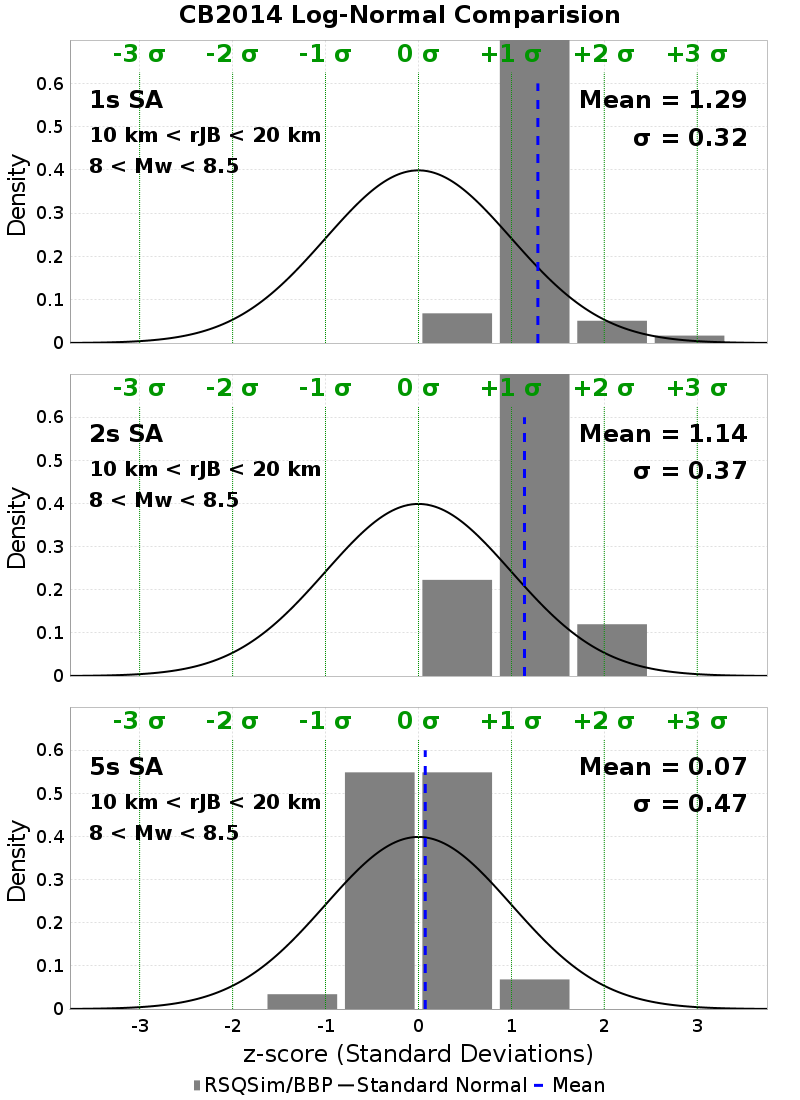 CB2014 Log-Normal Comparision
-3 σ -2 σ -1 σ 0 σ +1 σ +2 σ +3 σ
0.6
1s SA Mean = 1.29
0.5
10 km < rJB < 20 km σ = 0.32
8 < Mw < 8.5
0.4
0.3
Density
0.2
0.1
0
-3 σ -2 σ -1 σ 0 σ +1 σ +2 σ +3 σ
0.6
2s SA Mean = 1.14
0.5
10 km < rJB < 20 km σ = 0.37
8 < Mw < 8.5
0.4
0.3
Density
0.2
0.1
0
-3 σ -2 σ -1 σ 0 σ +1 σ +2 σ +3 σ
0.6
5s SA Mean = 0.07
0.5
10 km < rJB < 20 km σ = 0.47
8 < Mw < 8.5
0.4
0.3
Density
0.2
0.1
0
-3 -2 -1 0 1 2 3
z-score (Standard Deviations)
RSQSim/BBP Standard Normal Mean